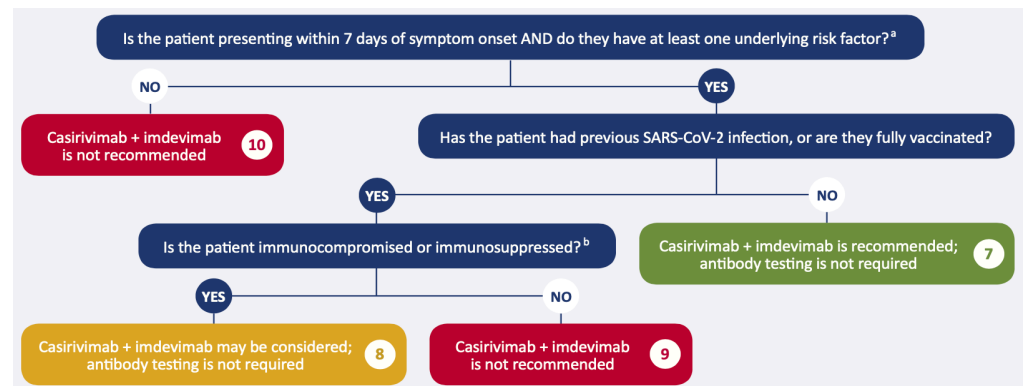 Is the patient presenting within 7 days of symptom onset AND do they have at least one underlying risk factor?ᵃ
NO
YES
Casirivimab + imdevimab
is not recommended
10
Has the patient had previous SARS-CoV-2 infection, or are they fully vaccinated?
YES
NO
Is the patient immunocompromised or immunosuppressed?ᵇ
Casirivimab + imdevimab is recommended;
antibody testing is not required
7
YES
NO
Casirivimab + imdevimab may be considered;
antibody testing is not required
8
Casirivimab + imdevimab
is not recommended
9